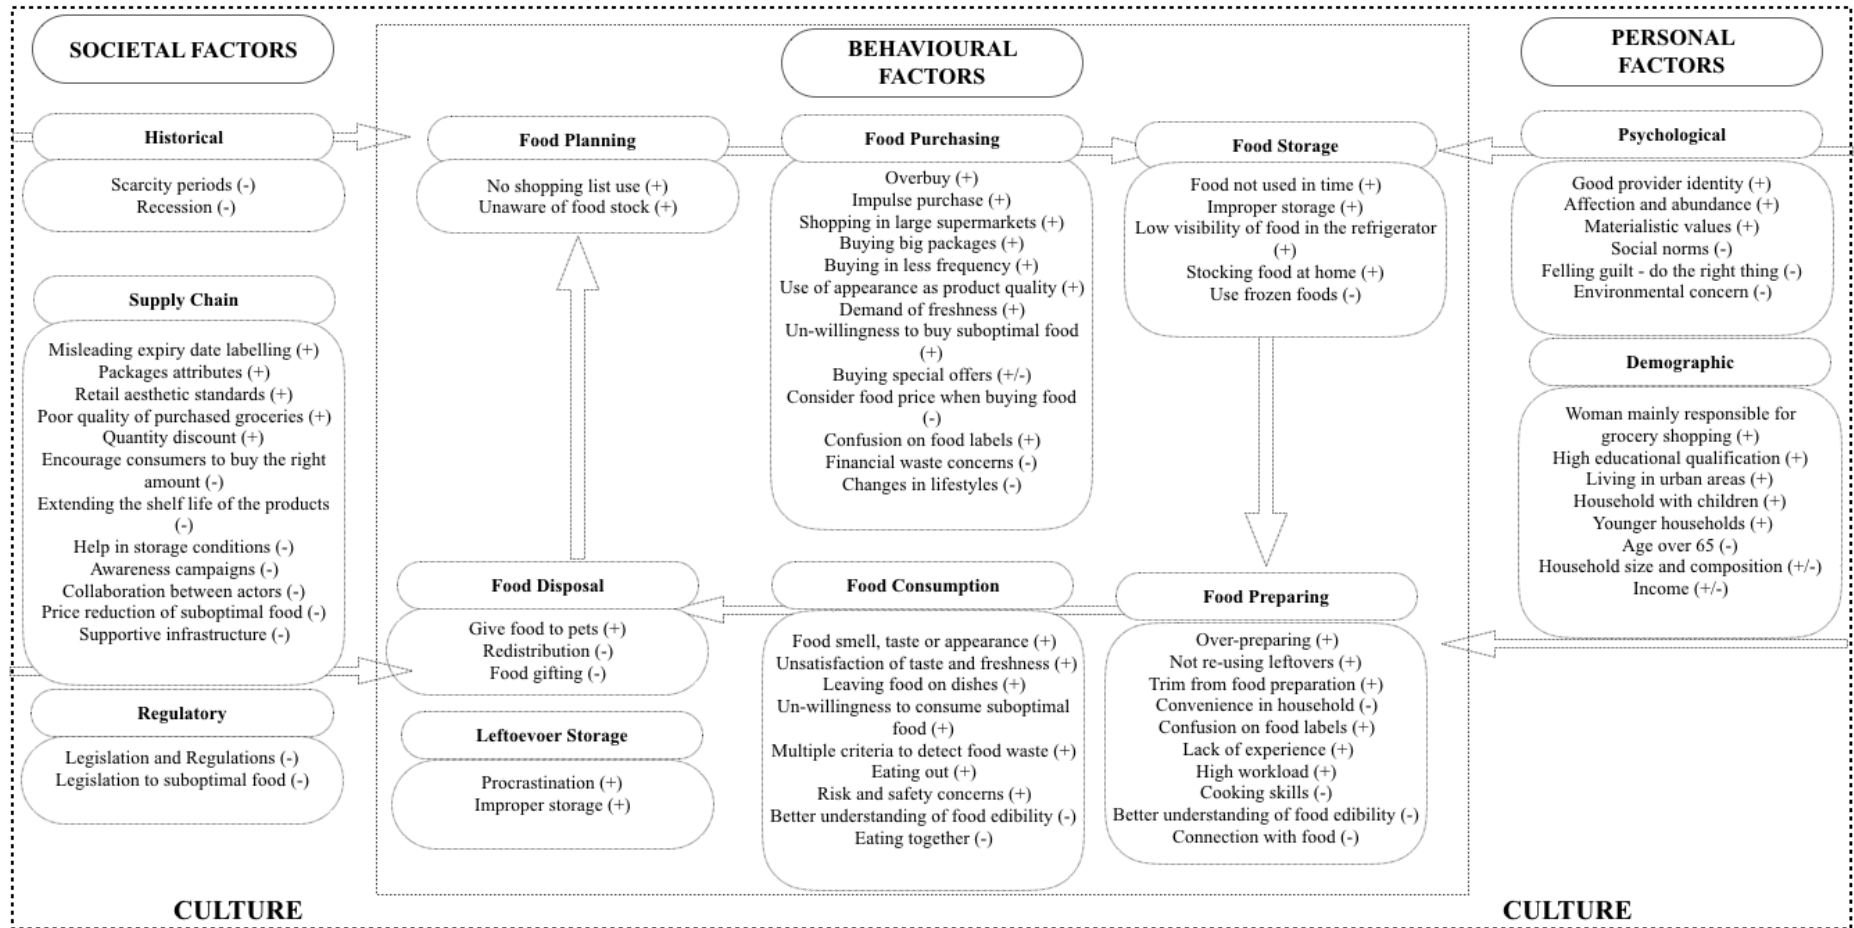 SOCIETAL FACTORS
Historical
Scarcity periods (-)
Recession (-)
Supply Chain
Misleading expiry date labelling (+)
Packages attributes (+)
Retail aesthetic standards (+)
Poor quality of purchased groceries (+)
Quantity discount (+)
Encourage consumers to buy the right
amount (-)
Extending the shelf life of the products
(-)
Help in storage conditions (-)
Awareness campaigns (-)
Collaboration between actors (-)
Price reduction of suboptimal food (-)
Supportive infrastructure (-)
Regulatory
Legislation and Regulations (-)
Legislation to suboptimal food (-)
CULTURE
BEHAVIOURAL
FACTORS
Food Planning
No shopping list use (+)
Unaware of food stock (+)
Food Purchasing
Overbuy (+)
Impulse purchase (+)
Shopping in large supermarkets (+)
Buying big packages (+)
Buying in less frequency (+)
Use of appearance as product quality (+)
Demand of freshness (+)
Un-willingness to buy suboptimal food
(+)
Buying special offers (+/-)
Consider food price when buying food
(-)
Confusion on food labels (+)
Financial waste concerns (-)
Changes in lifestyles (-)
Food Storage
Food not used in time (+)
Improper storage (+)
Low visibility of food in the refrigerator
(+)
Stocking food at home (+)
Use frozen foods (-)
Food Disposal
Give food to pets (+)
Redistribution (-)
Food gifting (-)
Leftoevoer Storage
Procrastination (+)
Improper storage (+)
Food Consumption
Food smell, taste or appearance (+)
Unsatisfaction of taste and freshness (+)
Leaving food on dishes (+)
Un-willingness to consume suboptimal
food (+)
Multiple criteria to detect food waste (+)
Eating out (+)
Risk and safety concerns (+)
Better understanding of food edibility (-)
Eating together (-)
Food Preparing
Over-preparing (+)
Not re-using leftovers (+)
Trim from food preparation (+)
Convenience in household (-)
Confusion on food labels (+)
Lack of experience (+)
High workload (+)
Cooking skills (-)
Better understanding of food edibility (-)
Connection with food (-)
PERSONAL
FACTORS
Psychological
Good provider identity (+)
Affection and abundance (+)
Materialistic values (+)
Social norms (-)
Felling guilt - do the right thing (-)
Environmental concern (-)
Demographic
Woman mainly responsible for
grocery shopping (+)
High educational qualification (+)
Living in urban areas (+)
Household with children (+)
Younger households (+)
Age over 65 (-)
Household size and composition (+/-)
Income (+/-)
CULTURE